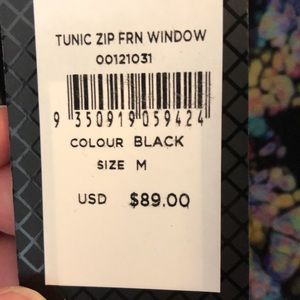 TUNIC ZIP FRN WINDOW
00121031
9 350919 059424
COLOUR BLACK
SIZE M
USD $89.00